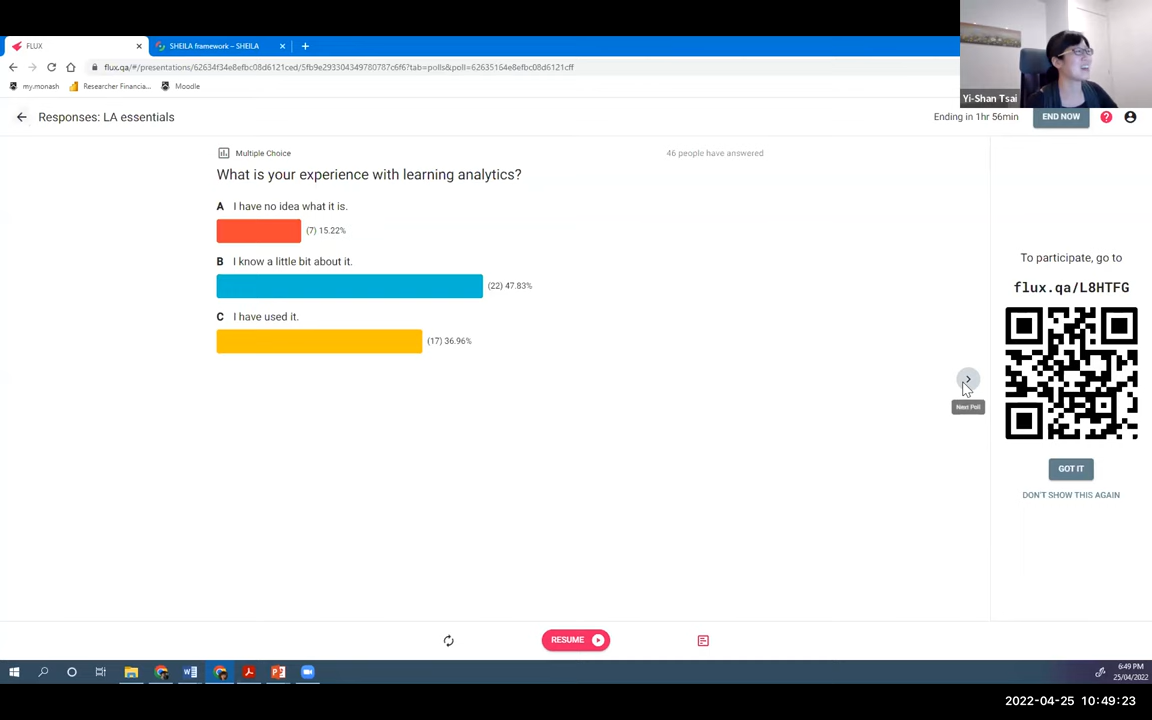 FLUX
SHEILA framework – SHEILA
flux.qa/#/presentations/62634f34e8efbc08d6121ced/5fb9e293304349780787c6f6?tab=polls&poll=62635164e8efbc08d6121cff
my.monash
Researcher Financia...
Moodle
Yi-Shan Tsai
Responses: LA essentials
Ending in 1hr 56min
END NOW
Multiple Choice
46 people have answered
What is your experience with learning analytics?
A I have no idea what it is.
(7) 15.22%
B I know a little bit about it.
(22) 47.83%
C I have used it.
(17) 36.96%
Next Poll
To participate, go to
flux.qa/L8HTFG
GOT IT
DON'T SHOW THIS AGAIN
RESUME
6:49 PM
25/04/2022
2022-04-25 10:49:23